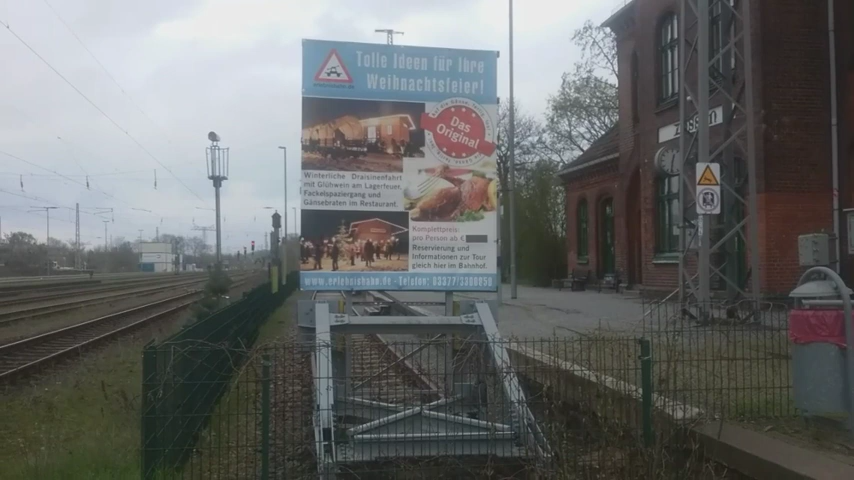 Tolle Ideen für Ihre
Weihnachtsfeier!
Das
Original
Winterliche Draisinenfahrt
mit Glühwein am Lagerfeuer,
Fackelspaziergang und
Gänsebraten im Restaurant.
Komplettpreis:
pro Person ab €
Reservierung und
Informationen zur Tour
gleich hier im Bahnhof.
www.erlebnisbahn.de - Telefon: 03377/3300850